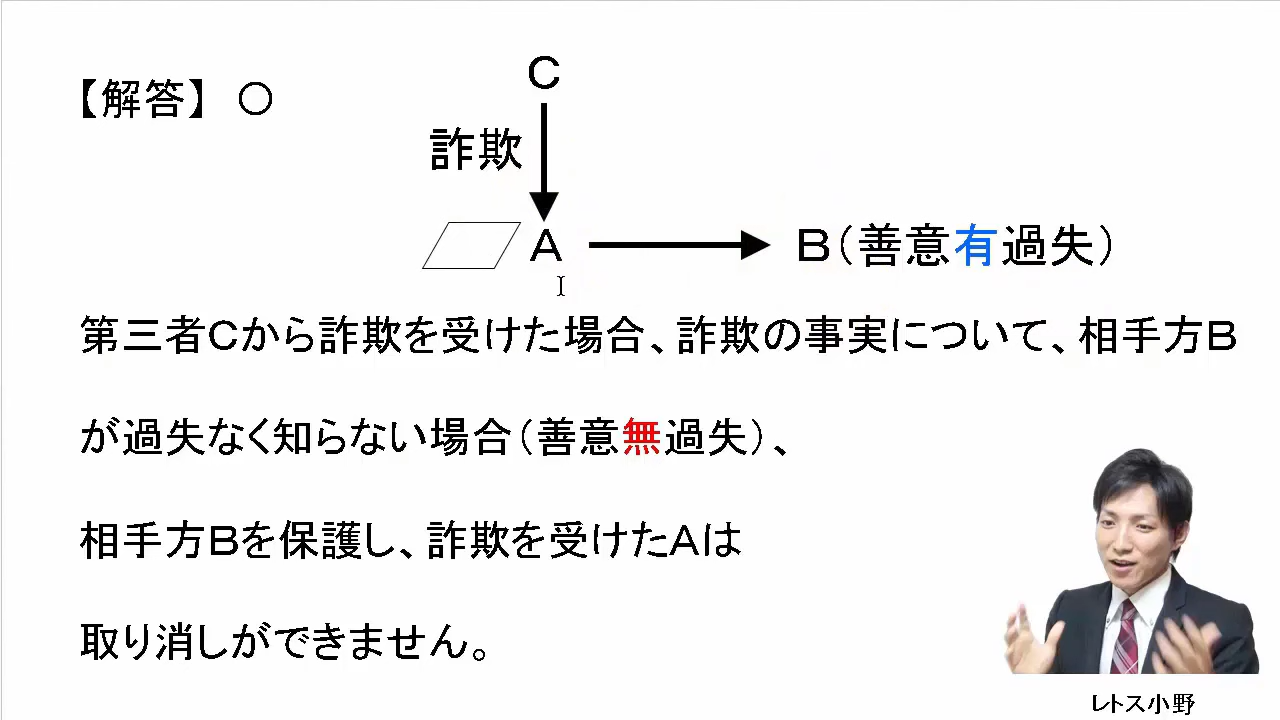 【解答】 ○
C
詐欺
A
B（善意有過失）
第三者Cから詐欺を受けた場合、詐欺の事実について、相手方B
が過失なく知らない場合（善意無過失）、
相手方Bを保護し、詐欺を受けたAは
取り消しができません。
レトス小野